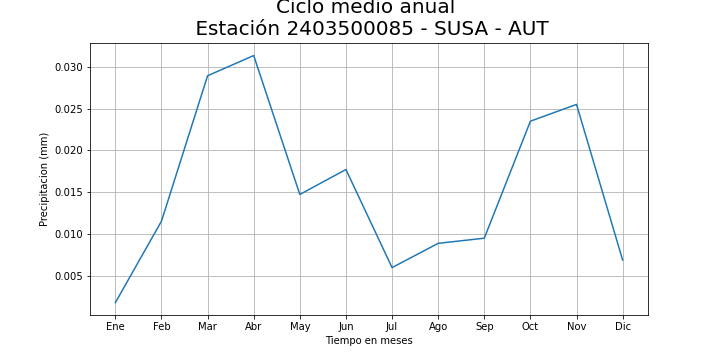 Ciclo medio anual
Estación 2403500085 - SUSA - AUT
0.030
0.025
0.020
0.015
0.010
0.005
Precipitacion (mm)
Ene Feb Mar Abr May Jun Jul Ago Sep Oct Nov Dic
Tiempo en meses